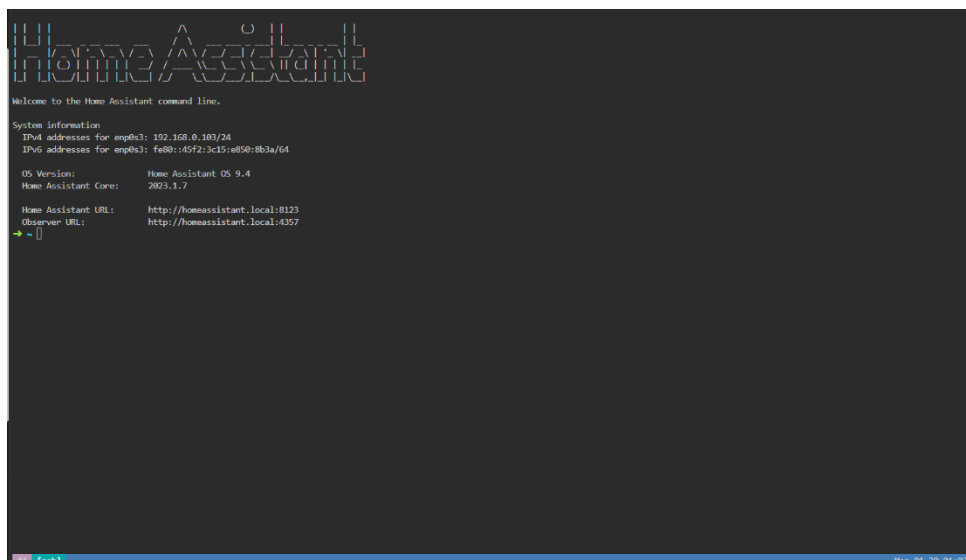 Home Assistant
Welcome to the Home Assistant command line.
System information
IPv4 addresses for enp0s3: 192.168.0.103/24
IPv6 addresses for enp0s3: fe80::45f2:3c15:e850:8b3a/64
OS Version: Home Assistant OS 9.4
Home Assistant Core: 2023.1.7
Home Assistant URL: http://homeassistant.local:8123
Observer URL: http://homeassistant.local:4357
➜ ~